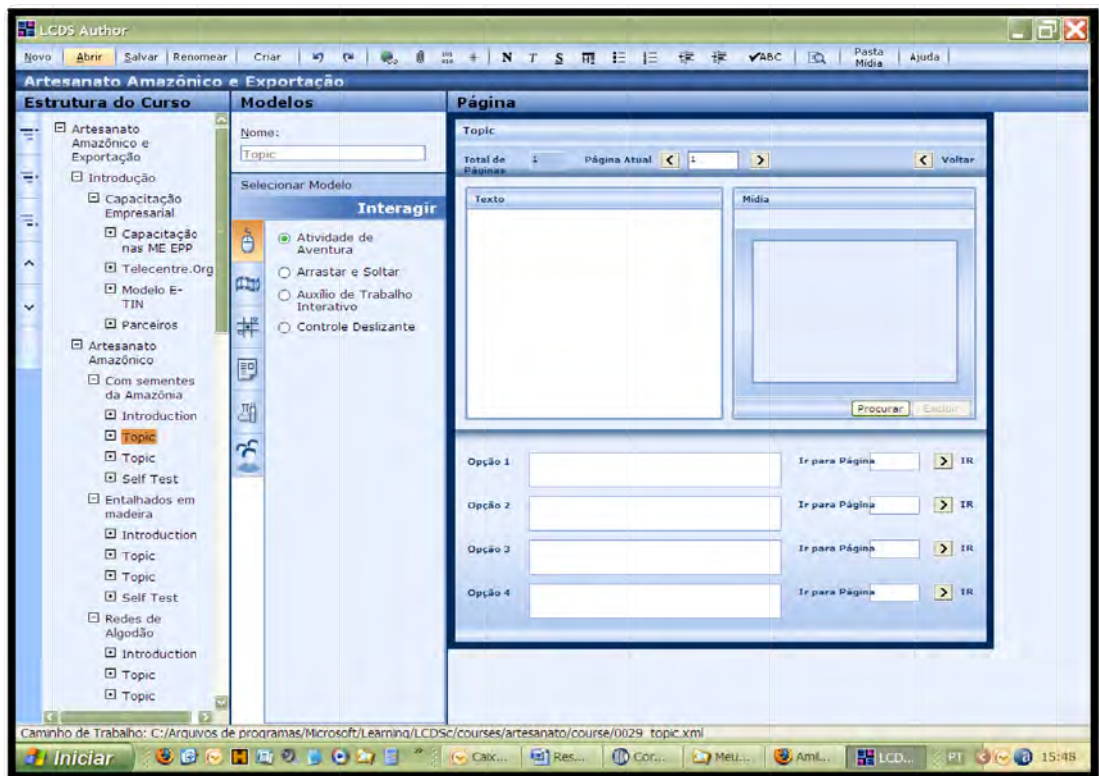 LCDS Author
Novo Abrir Salvar Renomear Criar N T S ABC Pasta Mídia Ajuda
Artesanato Amazônico e Exportação
Estrutura do Curso
Artesanato
Amazônico e
Exportação
Introdução
Capacitação
Empresarial
Capacitação
nas ME EPP
Telecentre.Org
Modelo E-
TIN
Parceiros
Artesanato
Amazônico
Com sementes
da Amazônia
Introduction
Topic
Topic
Self Test
Entalhados em
madeira
Introduction
Topic
Topic
Self Test
Redes de
Algodão
Introduction
Topic
Topic
Modelos
Nome:
Topic
Selecionar Modelo
Interagir
Atividade de
Aventura
Arrastar e Soltar
Auxílio de Trabalho
Interativo
Controle Deslizante
Página
Topic
Total de
Páginas
1
Página Atual 1
Voltar
Texto
Mídia
Procurar Excluir
Opção 1 Ir para Página IR
Opção 2 Ir para Página IR
Opção 3 Ir para Página IR
Opção 4 Ir para Página IR
Caminho de Trabalho: C:/Arquivos de programas/Microsoft/Learning/LCDSc/courses/artesanato/course/0029_topic.xml
Iniciar Caix... Res... Cor... Meu... Aml... LCD... PT 15:48